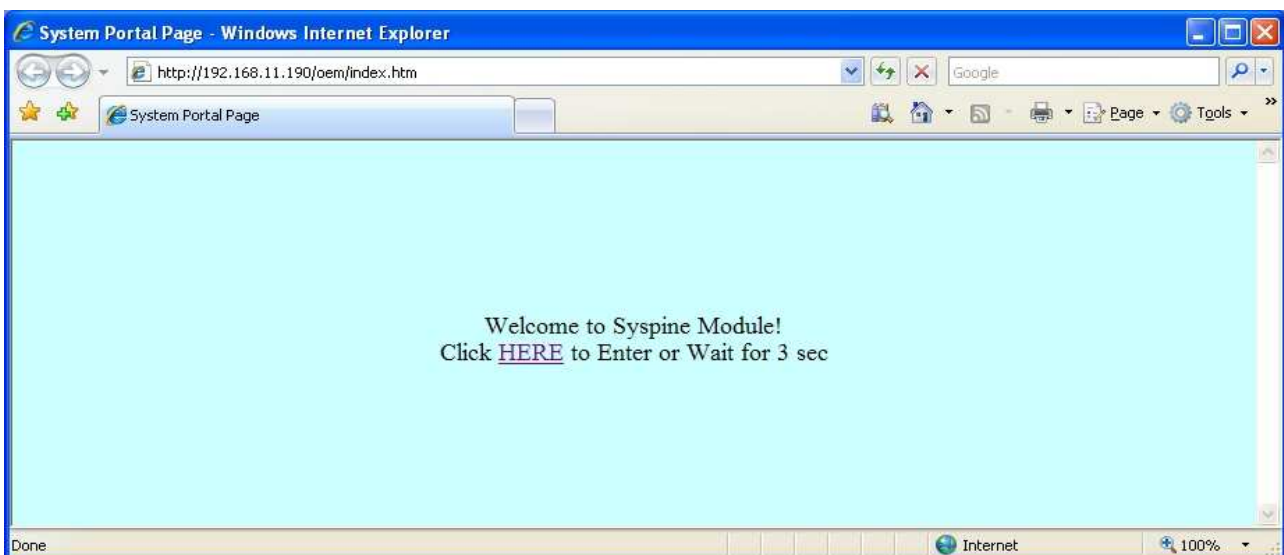 System Portal Page - Windows Internet Explorer
http://192.168.11.190/oem/index.htm
Google
System Portal Page
Page
Tools
»
Welcome to Syspine Module!
Click HERE to Enter or Wait for 3 sec
Done
Internet
100%